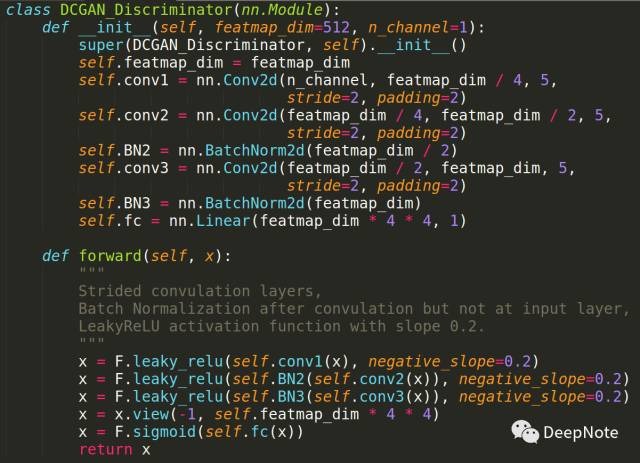 class DCGAN_Discriminator(nn.Module):
    def __init__(self, featmap_dim=512, n_channel=1):
        super(DCGAN_Discriminator, self).__init__()
        self.featmap_dim = featmap_dim
        self.conv1 = nn.Conv2d(n_channel, featmap_dim / 4, 5,
                               stride=2, padding=2)
        self.conv2 = nn.Conv2d(featmap_dim / 4, featmap_dim / 2, 5,
                               stride=2, padding=2)
        self.BN2 = nn.BatchNorm2d(featmap_dim / 2)
        self.conv3 = nn.Conv2d(featmap_dim / 2, featmap_dim, 5,
                               stride=2, padding=2)
        self.BN3 = nn.BatchNorm2d(featmap_dim)
        self.fc = nn.Linear(featmap_dim * 4 * 4, 1)
    def forward(self, x):
        """
        Strided convulation layers,
        Batch Normalization after convulation but not at input layer,
        LeakyReLU activation function with slope 0.2.
        """
        x = F.leaky_relu(self.conv1(x), negative_slope=0.2)
        x = F.leaky_relu(self.BN2(self.conv2(x)), negative_slope=0.2)
        x = F.leaky_relu(self.BN3(self.conv3(x)), negative_slope=0.2)
        x = x.view(-1, self.featmap_dim * 4 * 4)
        x = F.sigmoid(self.fc(x))
        return x
DeepNote